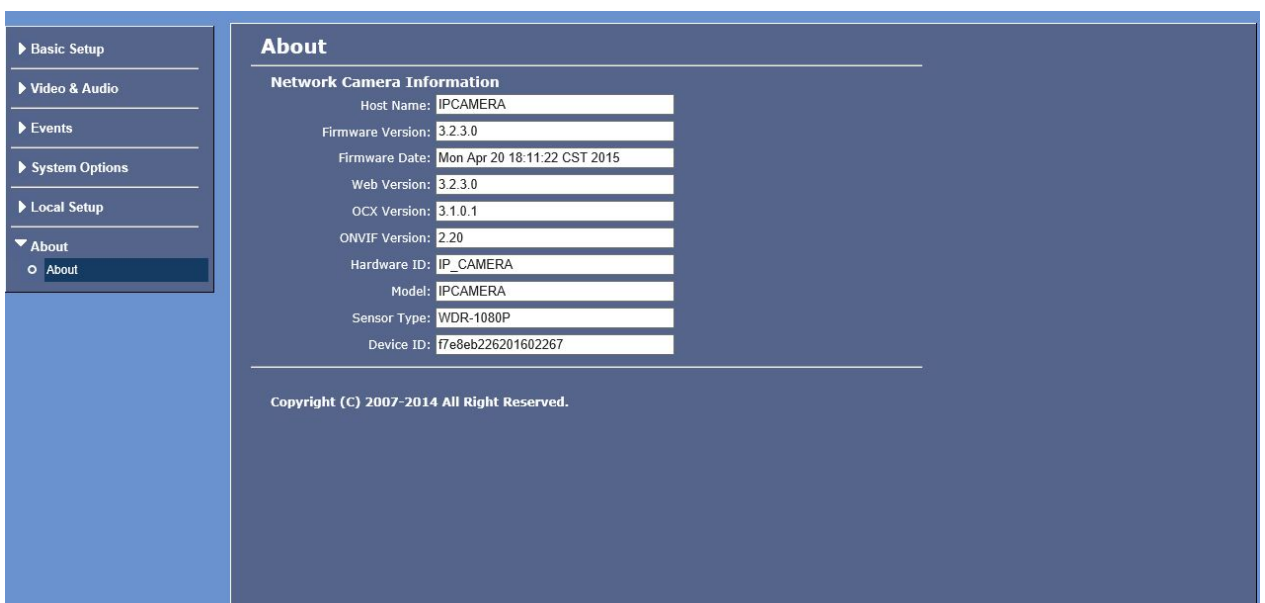 Basic Setup
Video & Audio
Events
System Options
Local Setup
About
About
About
Network Camera Information
Host Name: IPCAMERA
Firmware Version: 3.2.3.0
Firmware Date: Mon Apr 20 18:11:22 CST 2015
Web Version: 3.2.3.0
OCX Version: 3.1.0.1
ONVIF Version: 2.20
Hardware ID: IP_CAMERA
Model: IPCAMERA
Sensor Type: WDR-1080P
Device ID: f7e8eb226201602267
Copyright (C) 2007-2014 All Right Reserved.